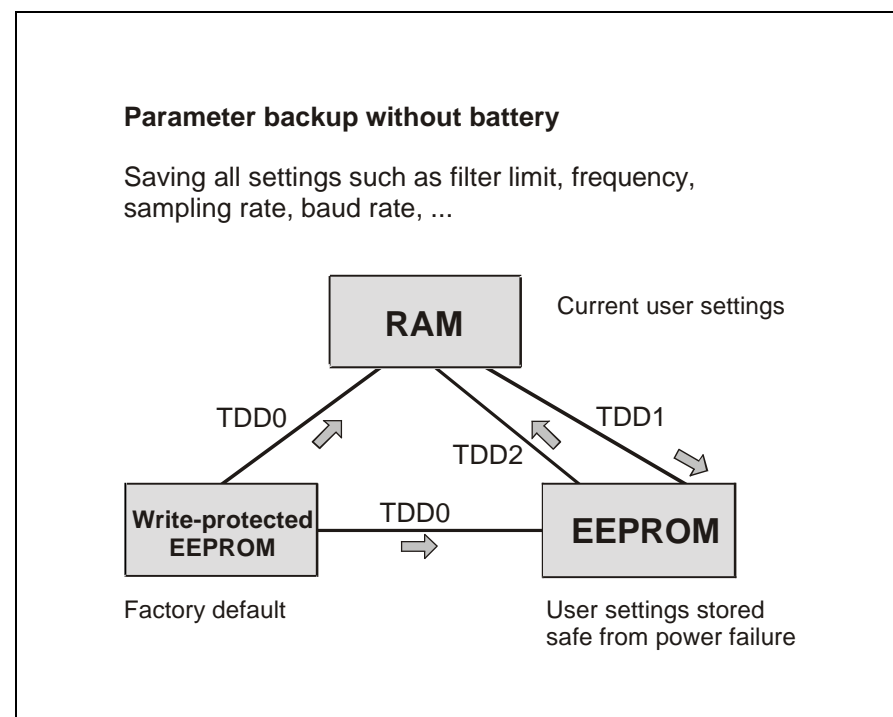 Parameter backup without battery
Saving all settings such as filter limit, frequency,
sampling rate, baud rate, ...
RAM
Current user settings
TDD0
TDD1
TDD2
Write-protected
EEPROM
TDD0
EEPROM
Factory default
User settings stored
safe from power failure